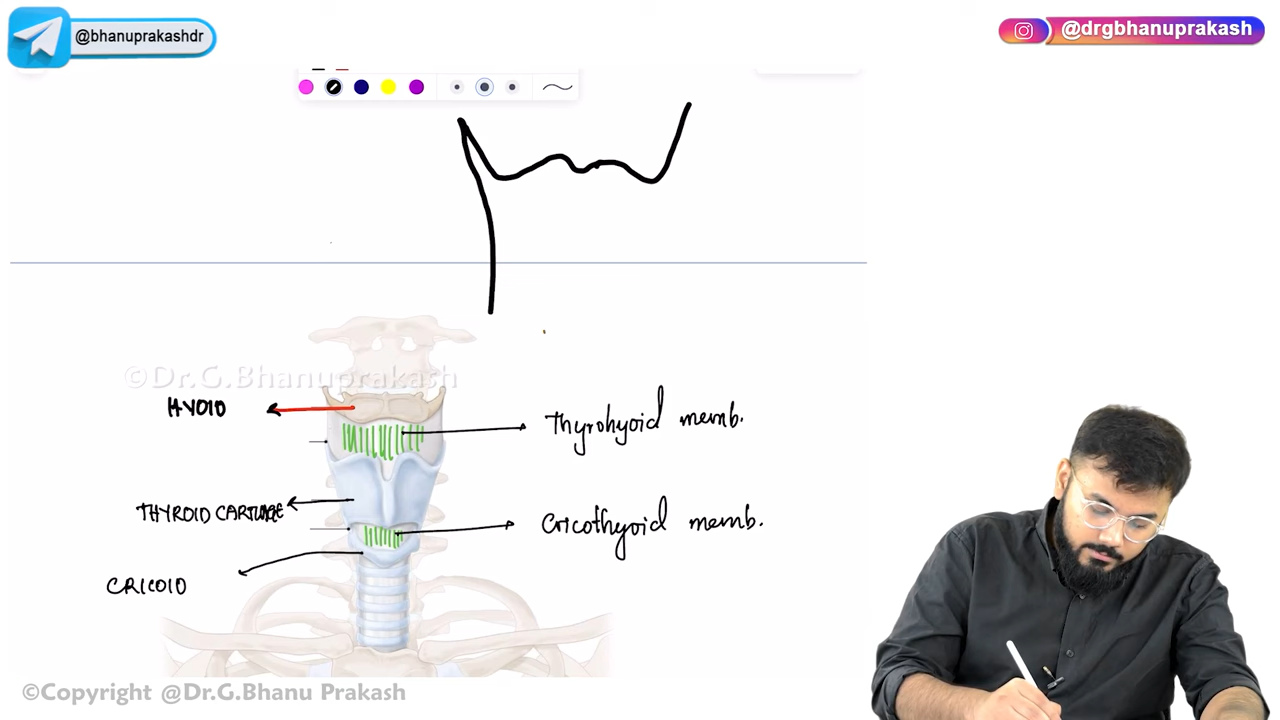 @bhanuprakashdr
@drgbhanuprakash
©Dr.G.Bhanuprakash
HYOID
Thyrohyoid memb.
THYROID CARTILAGE
Cricothyoid memb.
CRICOID
©Copyright @Dr.G.Bhanu Prakash